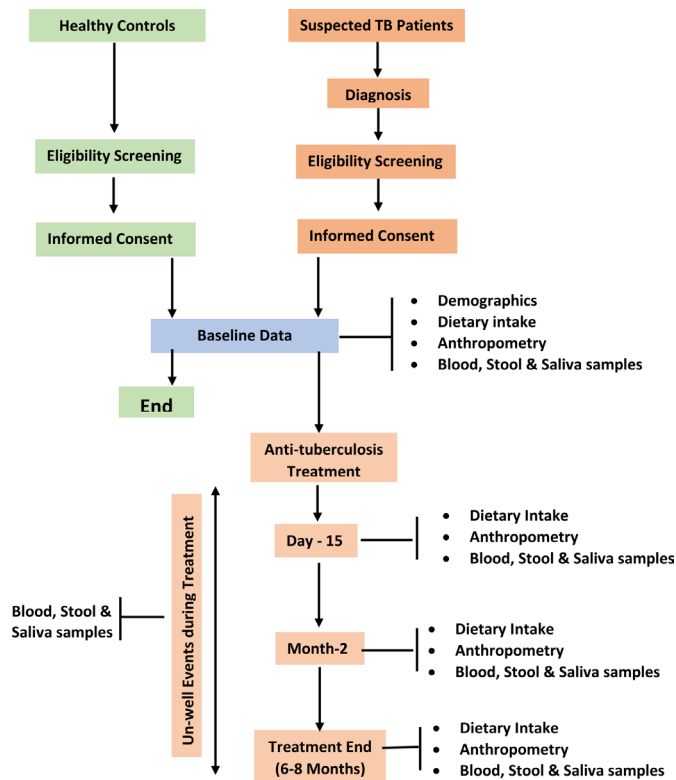 Healthy Controls
Suspected TB Patients
Diagnosis
Eligibility Screening
Eligibility Screening
Informed Consent
Informed Consent
Baseline Data
• Demographics
• Dietary intake
• Anthropometry
• Blood, Stool & Saliva samples
End
Anti-tuberculosis
Treatment
Un-well Events during Treatment
Blood, Stool &
Saliva samples
Day - 15
• Dietary Intake
• Anthropometry
• Blood, Stool & Saliva samples
Month-2
• Dietary Intake
• Anthropometry
• Blood, Stool & Saliva samples
Treatment End
(6-8 Months)
• Dietary Intake
• Anthropometry
• Blood, Stool & Saliva samples